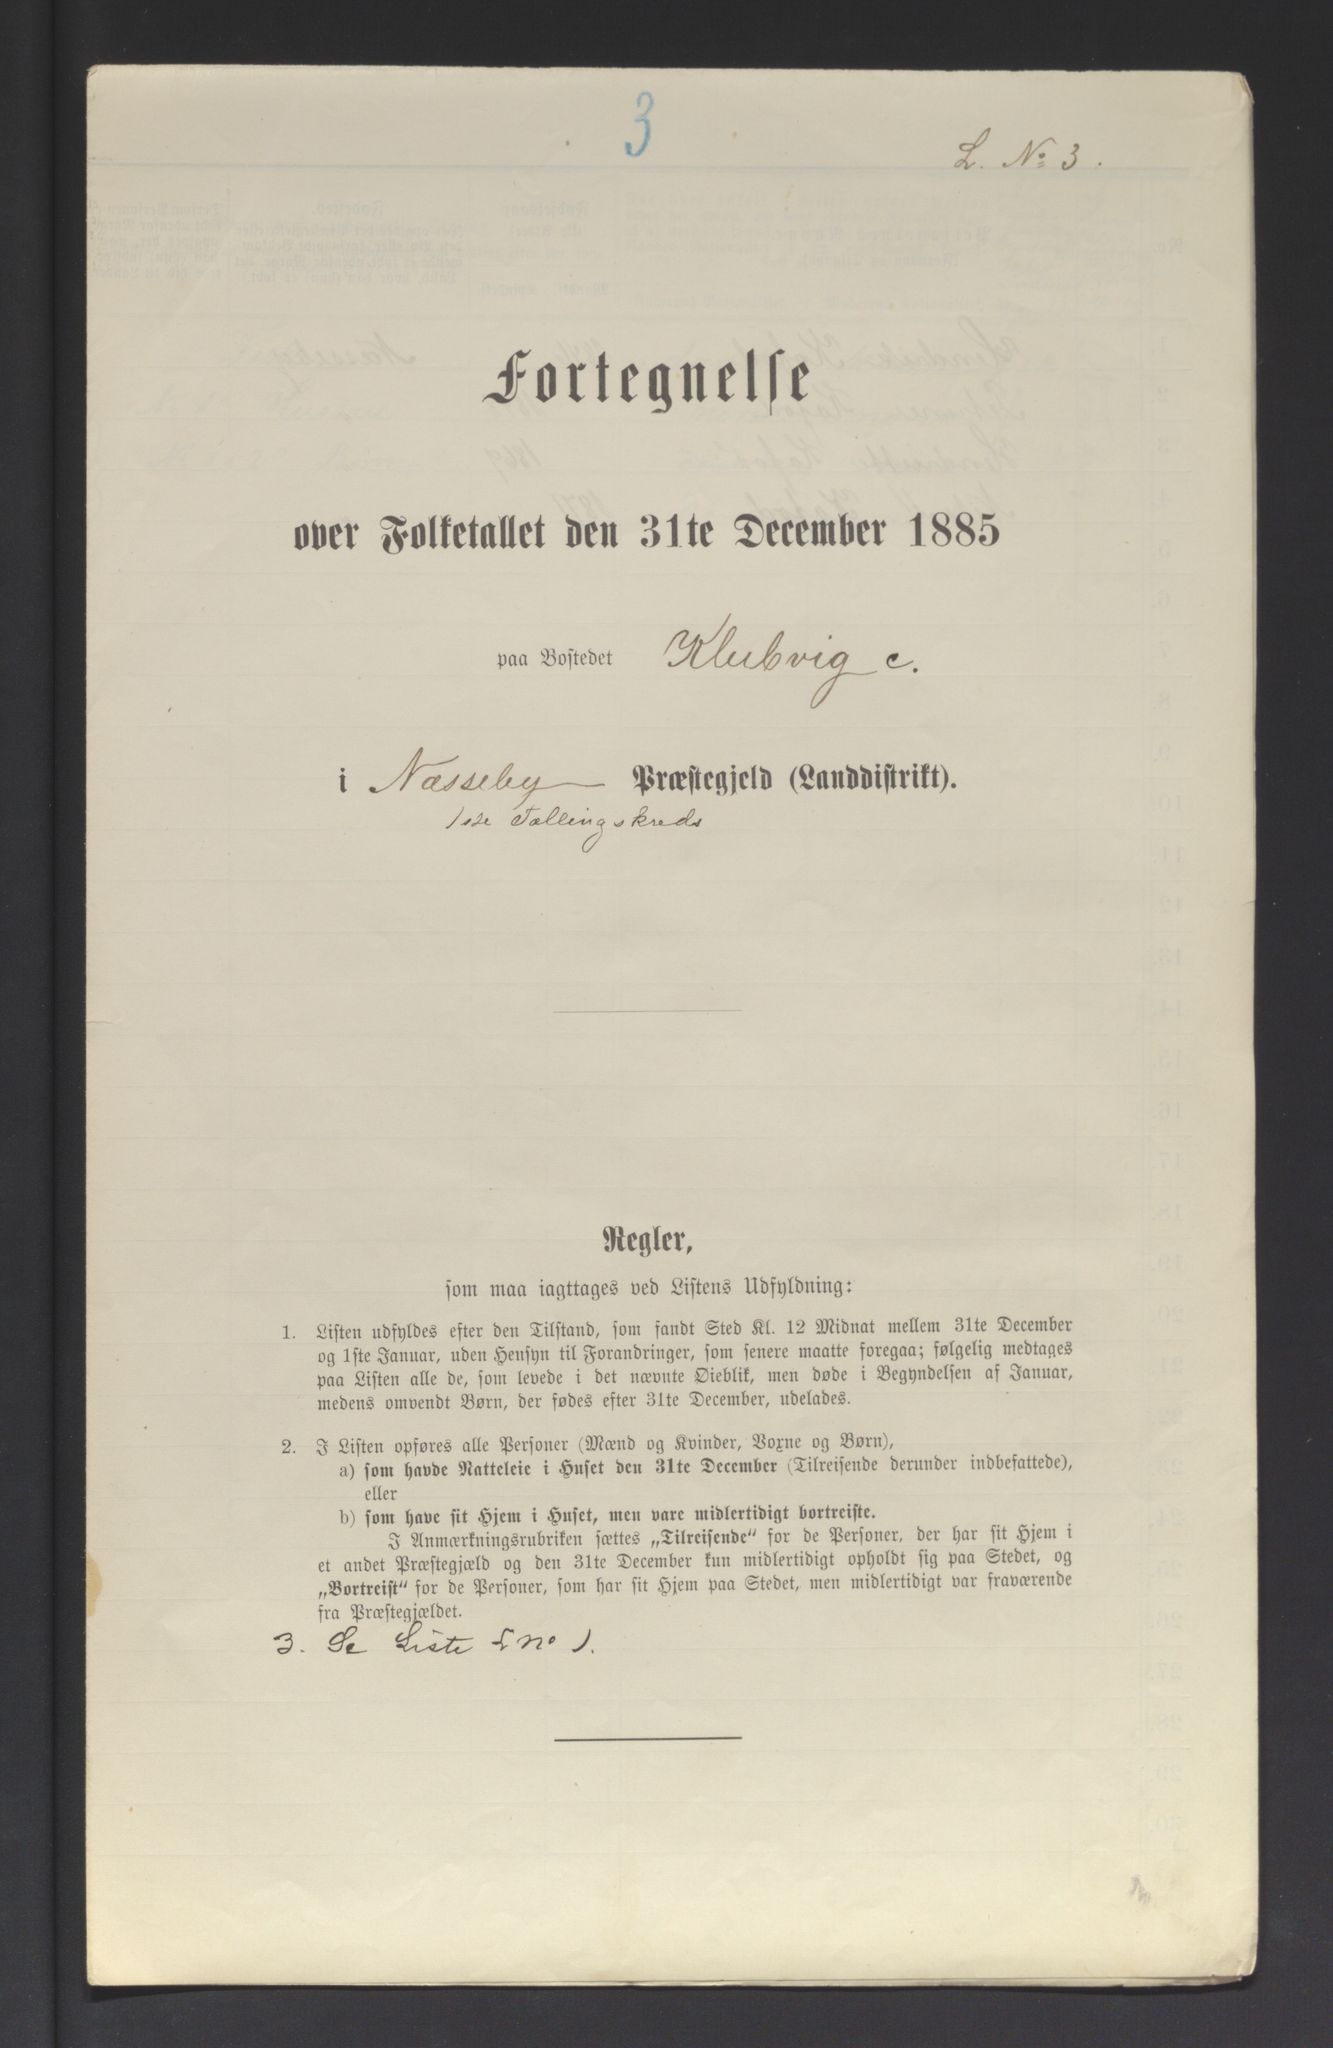 3
L. No 3.
Fortegnelse
over Folketallet den 31te December 1885
paa Bostedet Klubvig c.
i Næsseby Præstegjeld (Landdistrikt).
1ste Tællingskreds
Regler,
som maa iagttages ved Listens Udfyldning:
1. Listen udfyldes efter den Tilstand, som fandt Sted Kl. 12 Midnat mellem 31te December
og 1ste Januar, uden Hensyn til Forandringer, som senere maatte foregaa; følgelig medtages
paa Listen alle de, som levede i det nævnte Øieblik, men døde i Begyndelsen af Januar,
medens omvendt Børn, der fødes efter 31te December, udelades.
2. I Listen opføres alle Personer (Mænd og Kvinder, Voxne og Børn),
a) som havde Natteleie i Huset den 31te December (Tilreisende derunder indbefattede),
eller
b) som have sit Hjem i Huset, men vare midlertidigt bortreiste.
I Anmærkningsrubriken sættes „Tilreisende" for de Personer, der har sit Hjem i
et andet Præstegjæld og den 31te December kun midlertidigt opholdt sig paa Stedet, og
„Bortreist" for de Personer, som har sit Hjem paa Stedet, men midlertidigt var fraværende
fra Præstegjældet.
3. Se Liste L no 1.